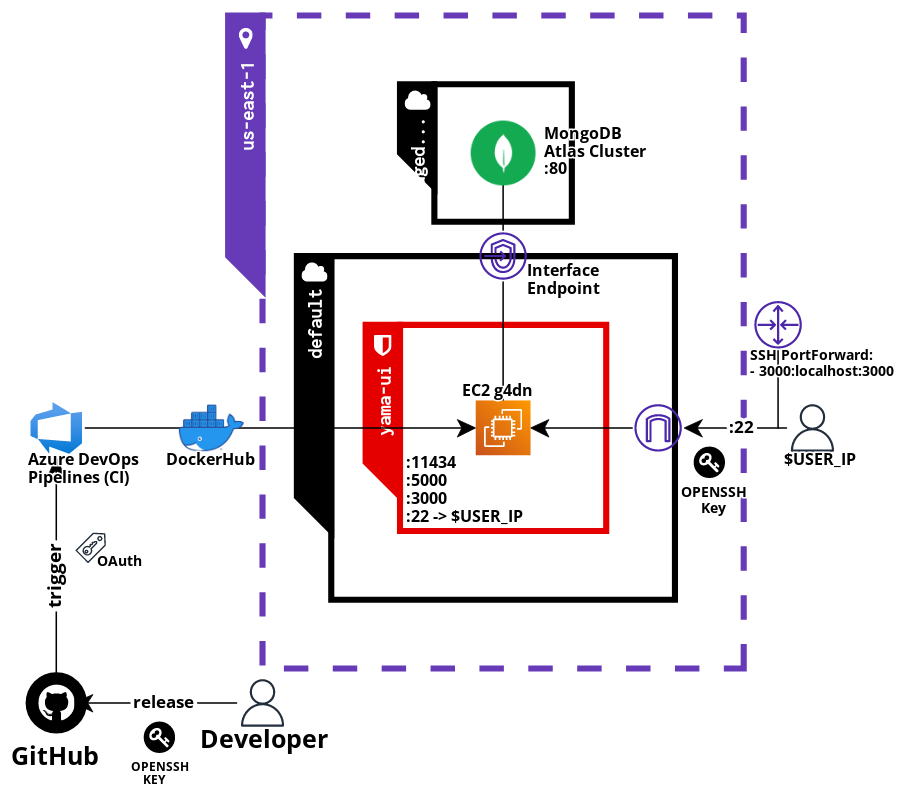 us-east-1
ged...
MongoDB
Atlas Cluster
:80
Interface
Endpoint
default
yama-ui
EC2 g4dn
:11434
:5000
:3000
:22 -> $USER_IP
SSH PortForward:
- 3000:localhost:3000
:22
$USER_IP
OPENSSH
Key
Azure DevOps
Pipelines (CI)
DockerHub
trigger
OAuth
release
GitHub
Developer
OPENSSH
KEY